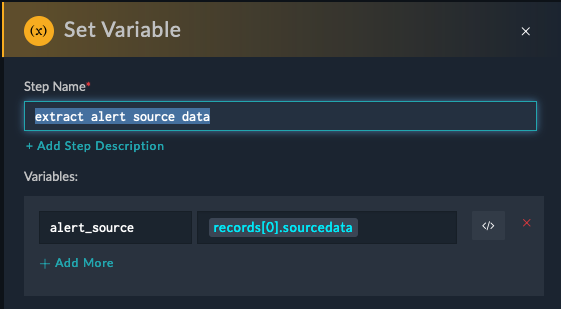 (x) Set Variable
Step Name*
extract alert source data
+ Add Step Description
Variables:
alert_source records[0].sourcedata </>
+ Add More